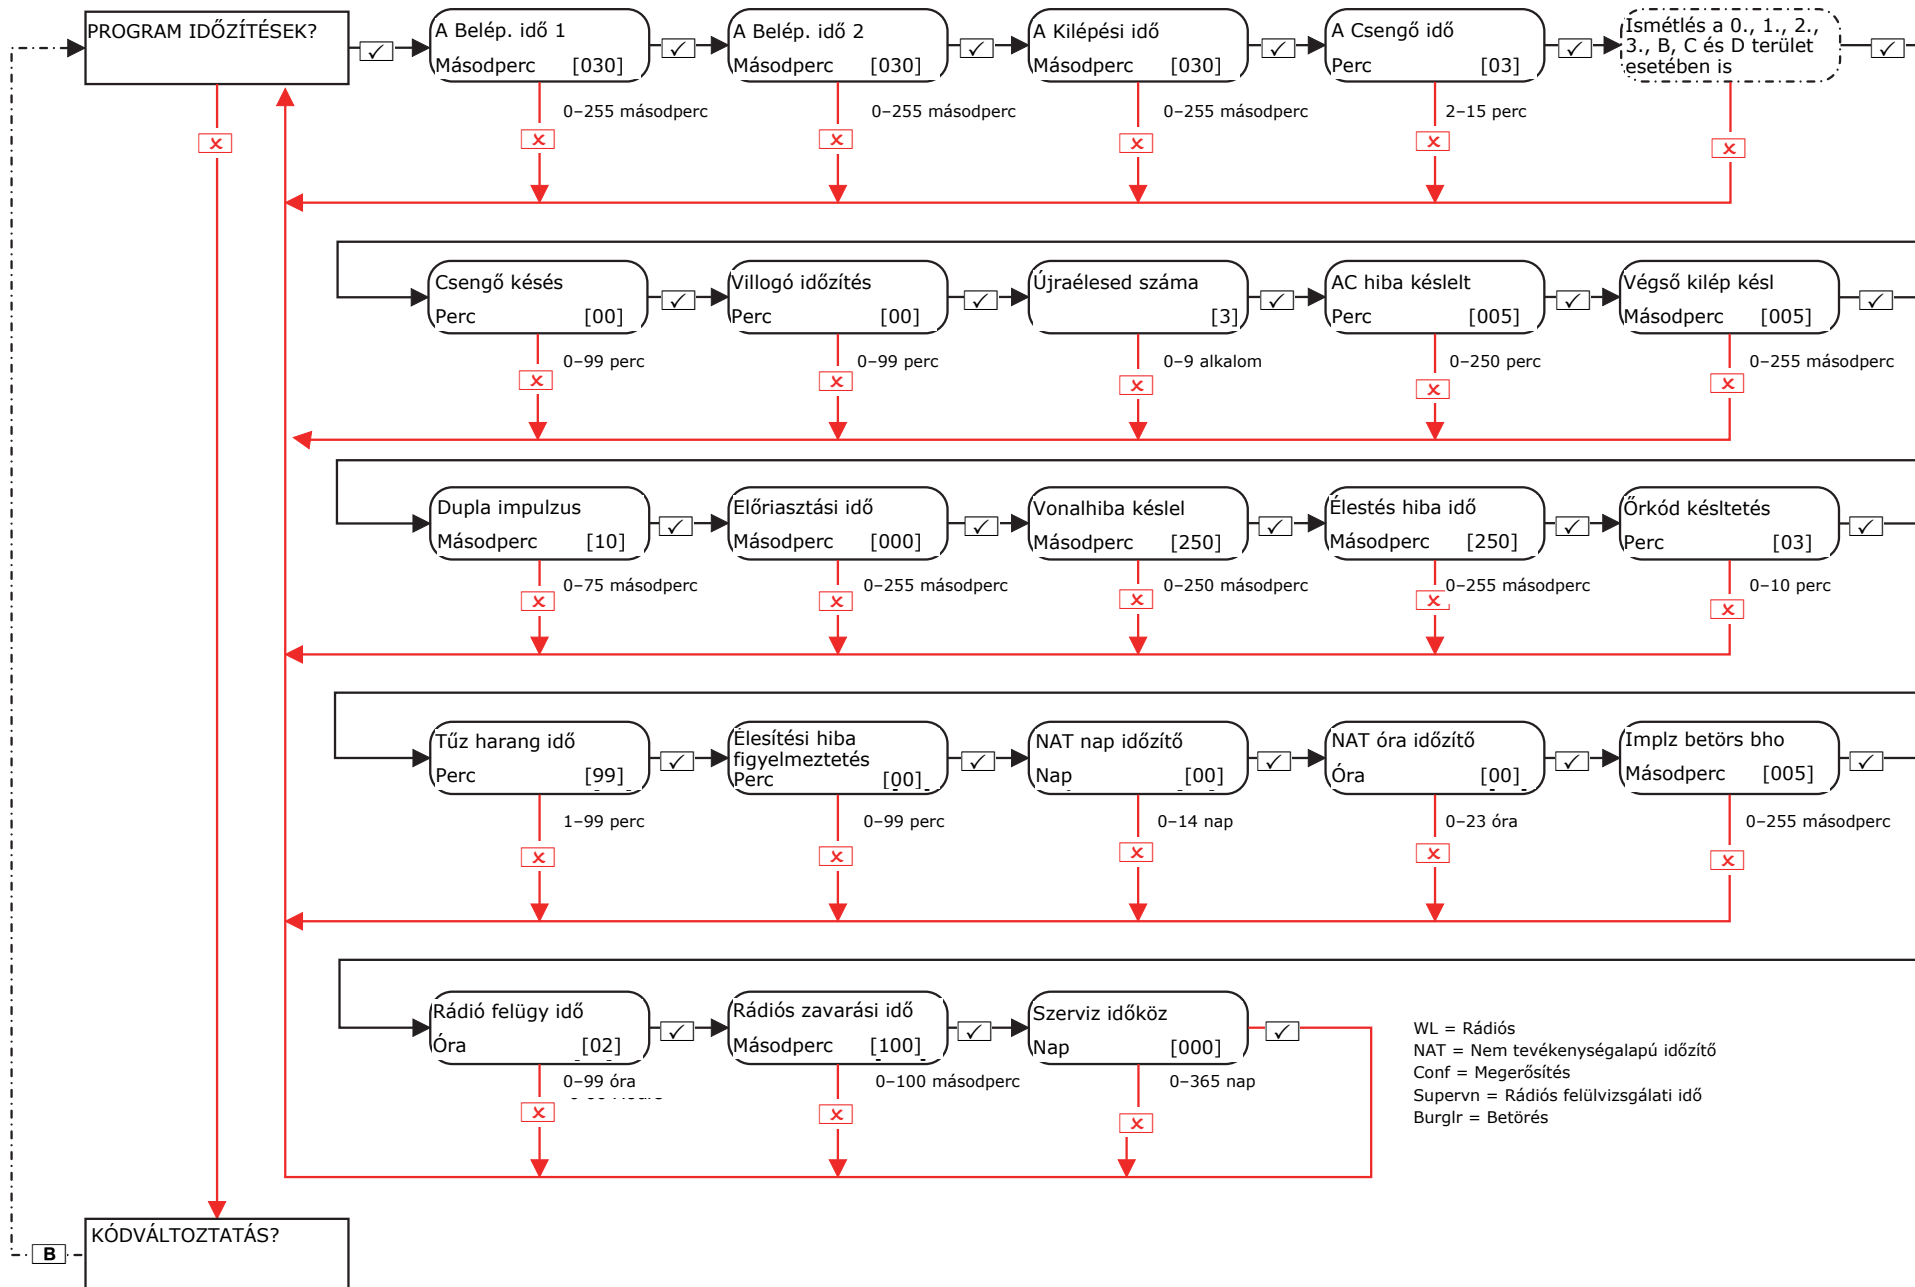 PROGRAM IDŐZÍTÉSEK?
A Belép. idő 1
Másodperc [030]
0–255 másodperc
A Belép. idő 2
Másodperc [030]
0–255 másodperc
A Kilépési idő
Másodperc [030]
0–255 másodperc
A Csengő idő
Perc [03]
2–15 perc
Ismétlés a 0., 1., 2.,
3., B, C és D terület
esetében is
Csengő késés
Perc [00]
0–99 perc
Villogó időzítés
Perc [00]
0–99 perc
Újraélesed száma
[3]
0–9 alkalom
AC hiba késlelt
Perc [005]
0–250 perc
Végső kilép késl
Másodperc [005]
0–255 másodperc
Dupla impulzus
Másodperc [10]
0–75 másodperc
Előriasztási idő
Másodperc [000]
0–255 másodperc
Vonalhiba késlel
Másodperc [250]
0–250 másodperc
Élestés hiba idő
Másodperc [250]
0–255 másodperc
Őrkód késltetés
Perc [03]
0–10 perc
Tűz harang idő
Perc [99]
1–99 perc
Élesítési hiba
figyelmeztetés
Perc [00]
0–99 perc
NAT nap időzítő
Nap [00]
0–14 nap
NAT óra időzítő
Óra [00]
0–23 óra
Implz betörs bho
Másodperc [005]
0–255 másodperc
Rádió felügy idő
Óra [02]
0–99 óra
Rádiós zavarási idő
Másodperc [100]
0–100 másodperc
Szerviz időköz
Nap [000]
0–365 nap
WL = Rádiós
NAT = Nem tevékenységalapú időzítő
Conf = Megerősítés
Supervn = Rádiós felülvizsgálati idő
Burglr = Betörés
KÓDVÁLTOZTATÁS?
B